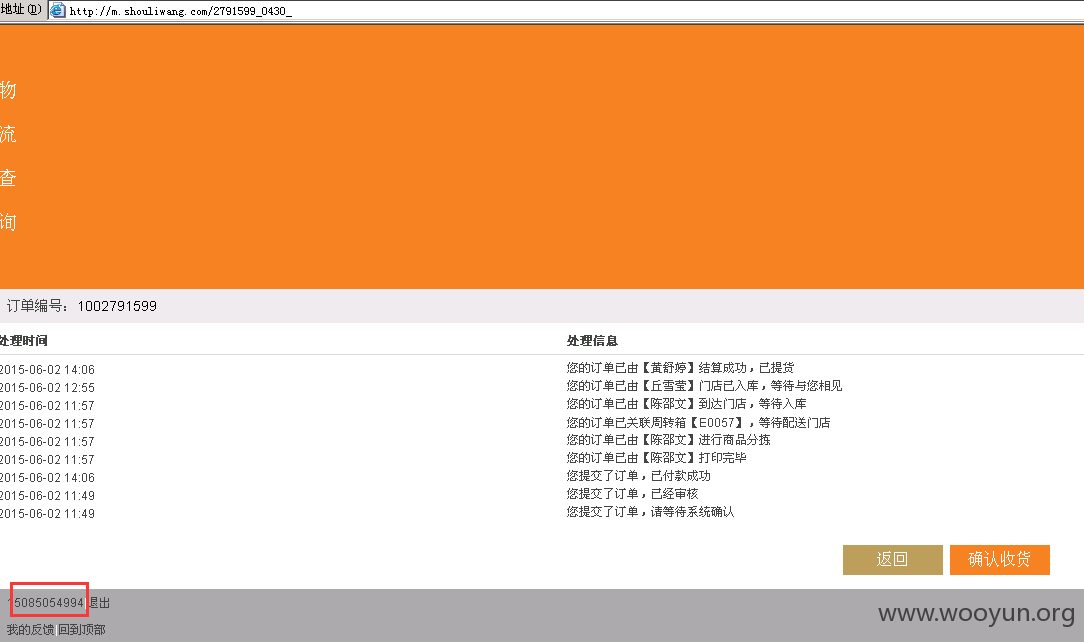 地址(D) http://m.shouliwang.com/2791599_0430_
物
流
查
询
订单编号：1002791599
处理时间 处理信息
2015-06-02 14:06 您的订单已由【黄舒婷】结算成功，已提货
2015-06-02 12:55 您的订单已由【丘雪莹】门店已入库，等待与您相见
2015-06-02 11:57 您的订单已由【陈邵文】到达门店，等待入库
2015-06-02 11:57 您的订单已关联周转箱【E0057】，等待配送门店
2015-06-02 11:57 您的订单已由【陈邵文】进行商品分拣
2015-06-02 11:57 您的订单已由【陈邵文】打印完毕
2015-06-02 14:06 您提交了订单，已付款成功
2015-06-02 11:49 您提交了订单，已经审核
2015-06-02 11:49 您提交了订单，请等待系统确认
返回 确认收货
15085054994|退出
我的反馈|回到顶部
www.wooyun.org